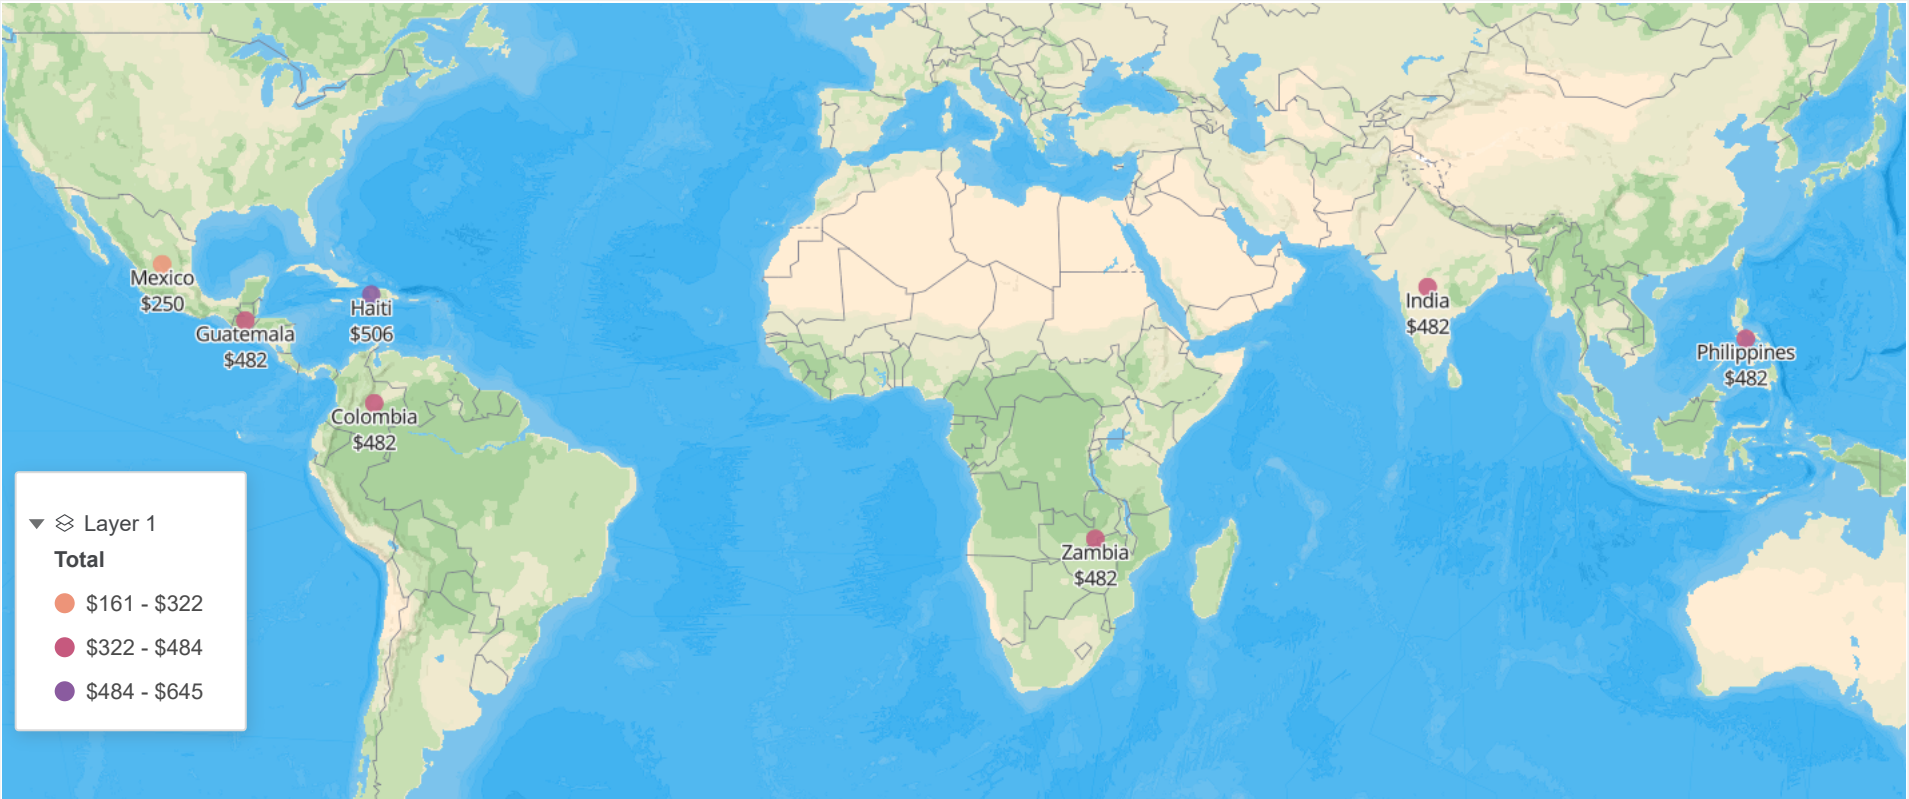 Mexico
$250
Haiti
$506
Guatemala
$482
Colombia
$482
India
$482
Philippines
$482
Zambia
$482
Layer 1
Total
$161 - $322
$322 - $484
$484 - $645